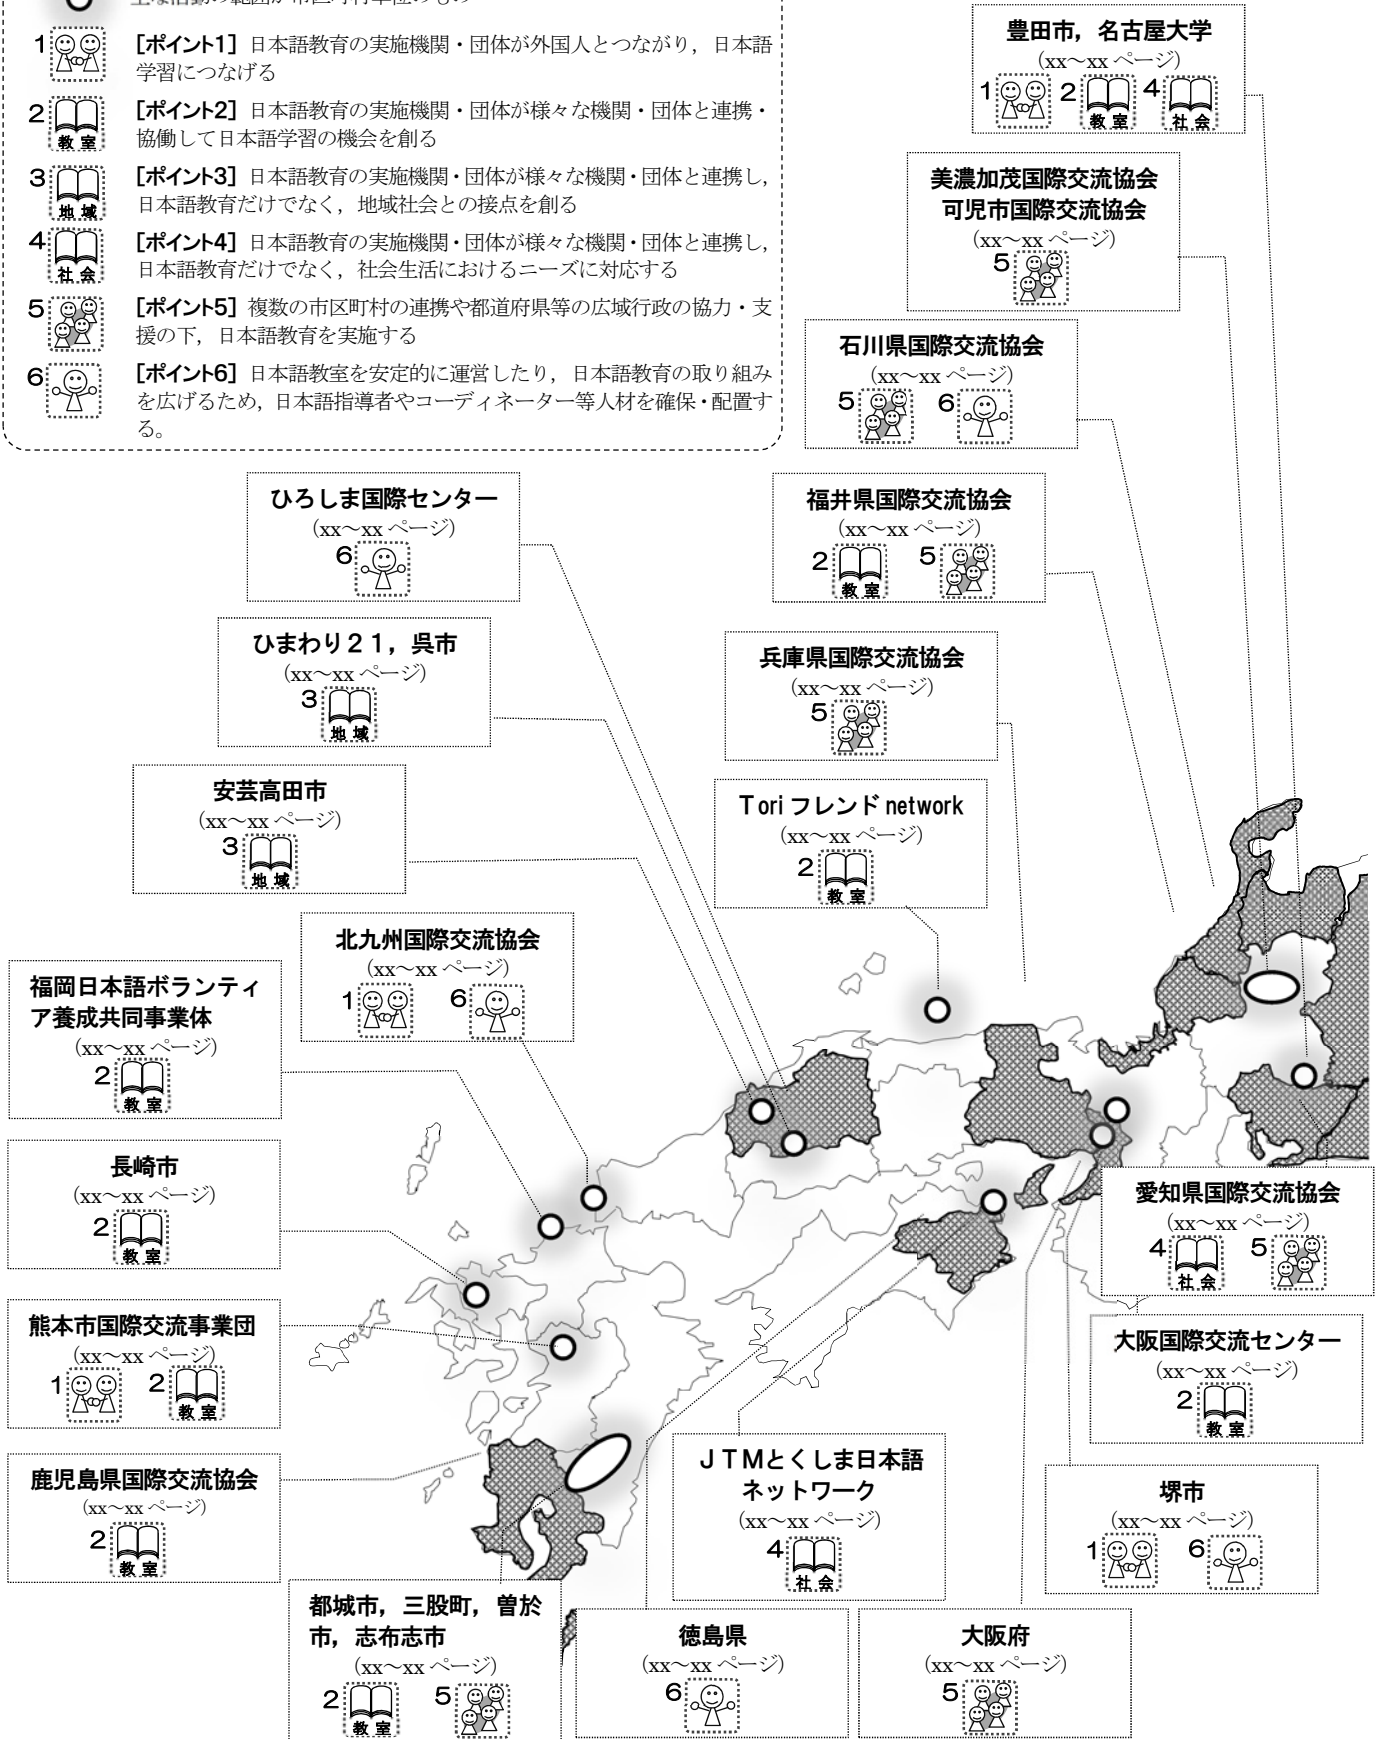 主な活動の範囲が市区町村単位のもの
1 [ポイント1] 日本語教育の実施機関・団体が外国人とつながり，日本語
学習につなげる
2 教室 [ポイント2] 日本語教育の実施機関・団体が様々な機関・団体と連携・
協働して日本語学習の機会を創る
3 地域 [ポイント3] 日本語教育の実施機関・団体が様々な機関・団体と連携し，
日本語教育だけでなく，地域社会との接点を創る
4 社会 [ポイント4] 日本語教育の実施機関・団体が様々な機関・団体と連携し，
日本語教育だけでなく，社会生活におけるニーズに対応する
5 [ポイント5] 複数の市区町村の連携や都道府県等の広域行政の協力・支
援の下，日本語教育を実施する
6 [ポイント6] 日本語教室を安定的に運営したり，日本語教育の取り組み
を広げるため，日本語指導者やコーディネーター等人材を確保・配置す
る。
豊田市，名古屋大学
(xx～xx ページ)
1 2 教室 4 社会
美濃加茂国際交流協会
可児市国際交流協会
(xx～xx ページ)
5
石川県国際交流協会
(xx～xx ページ)
5 6
ひろしま国際センター
(xx～xx ページ)
6
福井県国際交流協会
(xx～xx ページ)
2 教室 5
ひまわり２１，呉市
(xx～xx ページ)
3 地域
兵庫県国際交流協会
(xx～xx ページ)
5
安芸高田市
(xx～xx ページ)
3 地域
Tori フレンド network
(xx～xx ページ)
2 教室
北九州国際交流協会
(xx～xx ページ)
1 6
福岡日本語ボランティ
ア養成共同事業体
(xx～xx ページ)
2 教室
長崎市
(xx～xx ページ)
2 教室
愛知県国際交流協会
(xx～xx ページ)
4 社会 5
熊本市国際交流事業団
(xx～xx ページ)
1 2 教室
大阪国際交流センター
(xx～xx ページ)
2 教室
鹿児島県国際交流協会
(xx～xx ページ)
2 教室
ＪＴＭとくしま日本語
ネットワーク
(xx～xx ページ)
4 社会
堺市
(xx～xx ページ)
1 6
都城市，三股町，曽於
市，志布志市
(xx～xx ページ)
2 教室 5
徳島県
(xx～xx ページ)
6
大阪府
(xx～xx ページ)
5